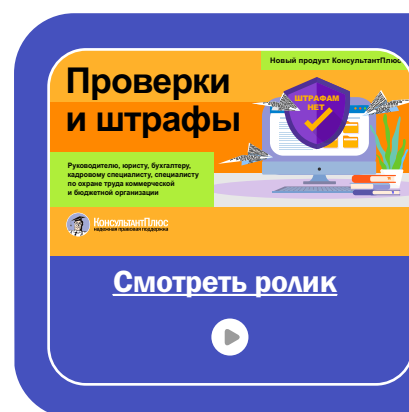 Новый продукт КонсультантПлюс
Проверки
и штрафы
ШТРАФАМ
НЕТ
Руководителю, юристу, бухгалтеру,
кадровому специалисту, специалисту
по охране труда коммерческой
и бюджетной организации
КонсультантПлюс
надежная правовая поддержка
Смотреть ролик